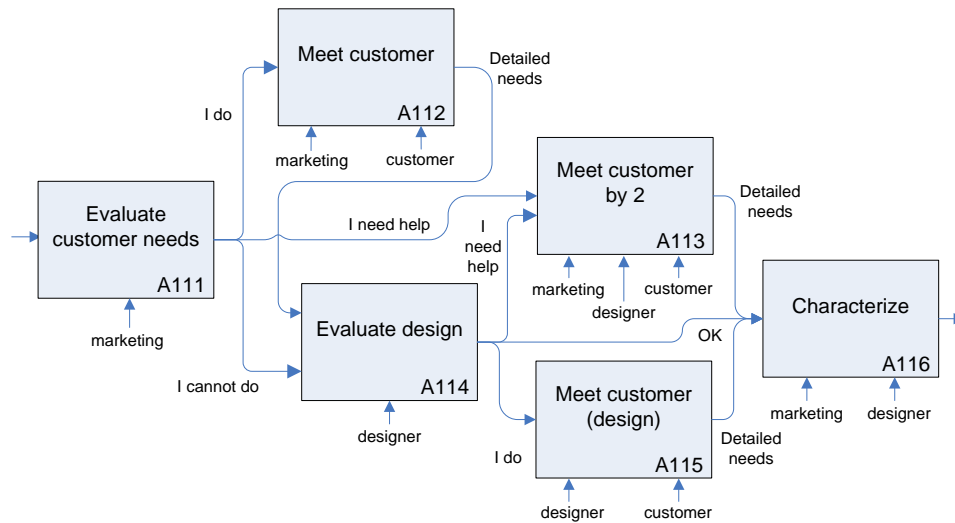 Meet customer
A112
Detailed
needs
I do
marketing
customer
Evaluate
customer needs
A111
marketing
I need help
I
need
help
Meet customer
by 2
A113
Detailed
needs
marketing
designer
customer
I cannot do
Evaluate design
A114
designer
OK
Characterize
A116
marketing
designer
I do
Meet customer
(design)
A115
Detailed
needs
designer
customer